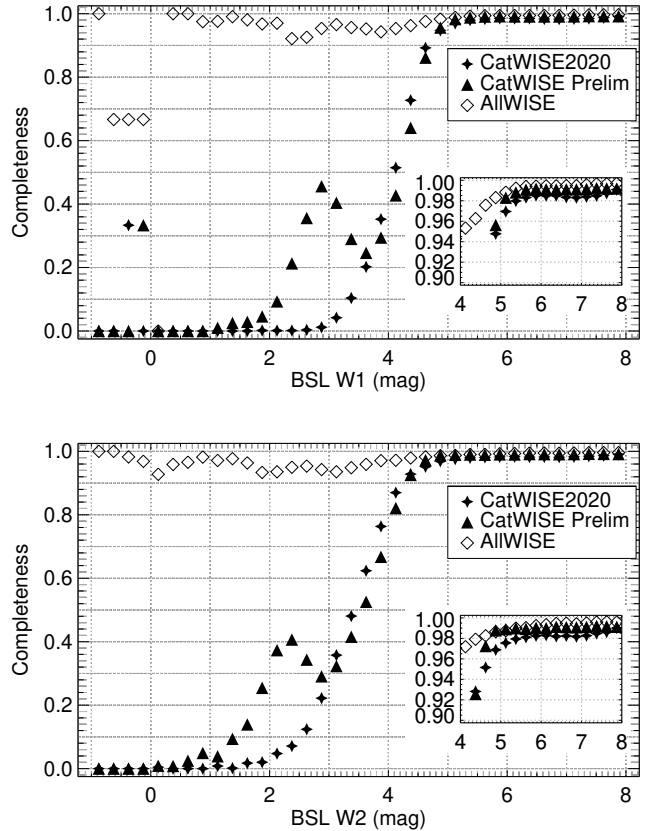 1.0
0.8
0.6
0.4
0.2
0.0
Completeness
CatWISE2020
CatWISE Prelim
AllWISE
1.00
0.98
0.96
0.94
0.92
0.90
4 5 6 7 8
0 2 4 6 8
BSL W1 (mag)
1.0
0.8
0.6
0.4
0.2
0.0
Completeness
CatWISE2020
CatWISE Prelim
AllWISE
1.00
0.98
0.96
0.94
0.92
0.90
4 5 6 7 8
0 2 4 6 8
BSL W2 (mag)